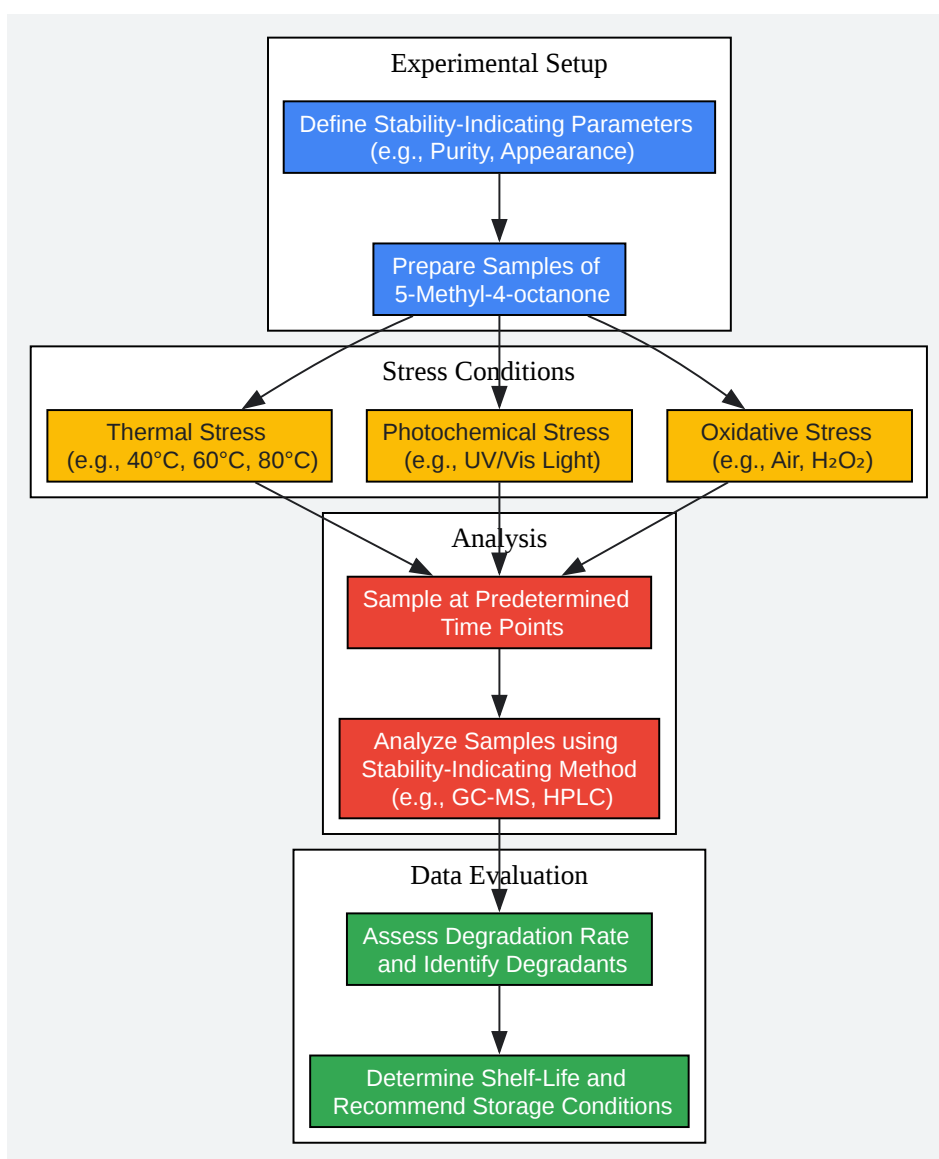 Experimental Setup
Define Stability-Indicating Parameters
(e.g., Purity, Appearance)
Prepare Samples of
5-Methyl-4-octanone
Stress Conditions
Thermal Stress
(e.g., 40°C, 60°C, 80°C)
Photochemical Stress
(e.g., UV/Vis Light)
Oxidative Stress
(e.g., Air, H₂O₂)
Analysis
Sample at Predetermined
Time Points
Analyze Samples using
Stability-Indicating Method
(e.g., GC-MS, HPLC)
Data Evaluation
Assess Degradation Rate
and Identify Degradants
Determine Shelf-Life and
Recommend Storage Conditions